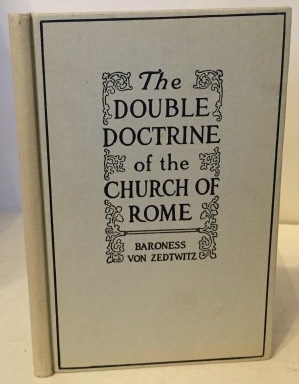 The
DOUBLE
DOCTRINE
of the
CHURCH OF
ROME
BARONESS
VON ZEDTWITZ